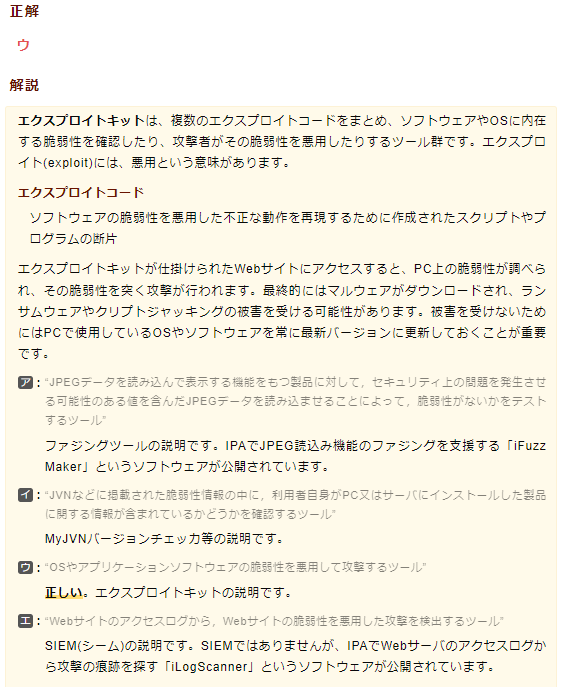 正解
ウ
解説
エクスプロイトキットは、複数のエクスプロイトコードをまとめ、ソフトウェアやOSに内在
する脆弱性を確認したり、攻撃者がその脆弱性を悪用したりするツール群です。エクスプロ
イト(exploit)には、悪用という意味があります。
エクスプロイトコード
ソフトウェアの脆弱性を悪用した不正な動作を再現するために作成されたスクリプトやプ
ログラムの断片
エクスプロイトキットが仕掛けられたWebサイトにアクセスすると、PC上の脆弱性が調べら
れ、その脆弱性を突く攻撃が行われます。最終的にはマルウェアがダウンロードされ、ラン
サムウェアやクリプトジャッキングの被害を受ける可能性があります。被害を受けないため
にはPCで使用しているOSやソフトウェアを常に最新バージョンに更新しておくことが重要
です。
ア: “JPEGデータを読み込んで表示する機能をもつ製品に対して，セキュリティ上の問題を発生させ
る可能性のある値を含んだJPEGデータを読み込ませることによって，脆弱性がないかをテスト
するツール”
ファジングツールの説明です。IPAでJPEG読込み機能のファジングを支援する「iFuzz
Maker」というソフトウェアが公開されています。
イ: “JVNなどに掲載された脆弱性情報の中に，利用者自身がPC又はサーバにインストールした製品
に関する情報が含まれているかどうかを確認するツール”
MyJVNバージョンチェッカ等の説明です。
ウ: “OSやアプリケーションソフトウェアの脆弱性を悪用して攻撃するツール”
正しい。エクスプロイトキットの説明です。
エ: “Webサイトのアクセスログから，Webサイトの脆弱性を悪用した攻撃を検出するツール”
SIEM(シーム)の説明です。SIEMではありませんが、IPAでWebサーバのアクセスログか
ら攻撃の痕跡を探す「iLogScanner」というソフトウェアが公開されています。